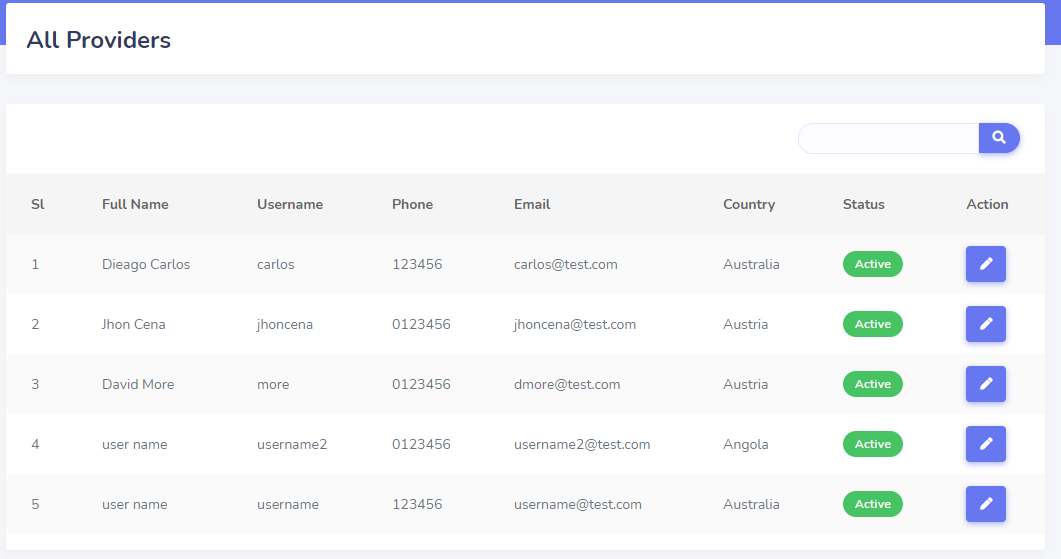 All Providers
Sl Full Name Username Phone Email Country Status Action
1 Dieago Carlos carlos 123456 carlos@test.com Australia Active
2 Jhon Cena jhoncena 0123456 jhoncena@test.com Austria Active
3 David More more 0123456 dmore@test.com Austria Active
4 user name username2 0123456 username2@test.com Angola Active
5 user name username 123456 username@test.com Australia Active